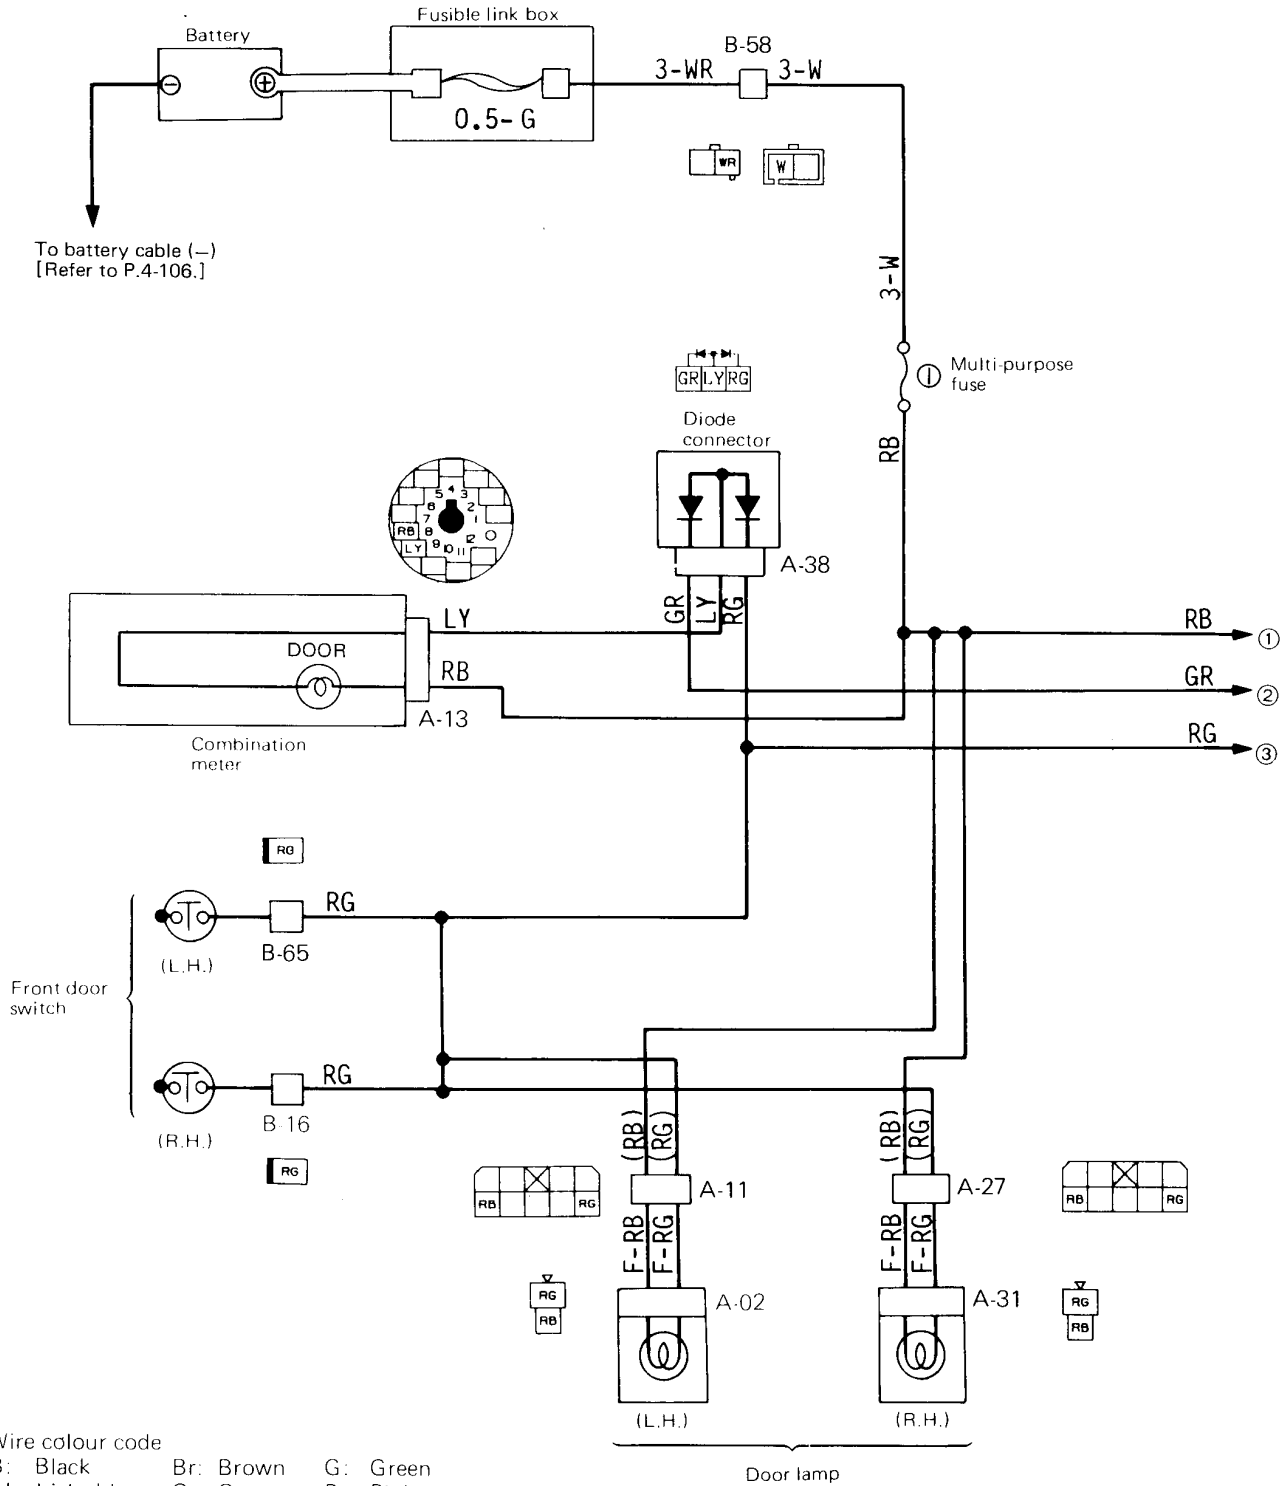 Fusible link box
Battery
B-58
3-WR
3-W
0.5-G
WR
W
To battery cable (–)
[Refer to P.4-106.]
3-W
GR LY RG
Multi-purpose
fuse
1
Diode
connector
RB
5 4 3
6 2
7 1
RB 8
LY 9 10 11 12
A-38
GR
LY
RG
LY
RB
①
DOOR
RB
GR
②
A-13
RG
③
Combination
meter
RG
RG
B-65
(L.H.)
Front door
switch
RG
B-16
(R.H.)
RG
(RB)
(RG)
(RB)
(RG)
RB RG
A-11
A-27
RB RG
F-RB
F-RG
F-RB
F-RG
RG
RB
A-02
A-31
RG
RB
(L.H.)
(R.H.)
Wire colour code
Door lamp
B: Black Br: Brown G: Green